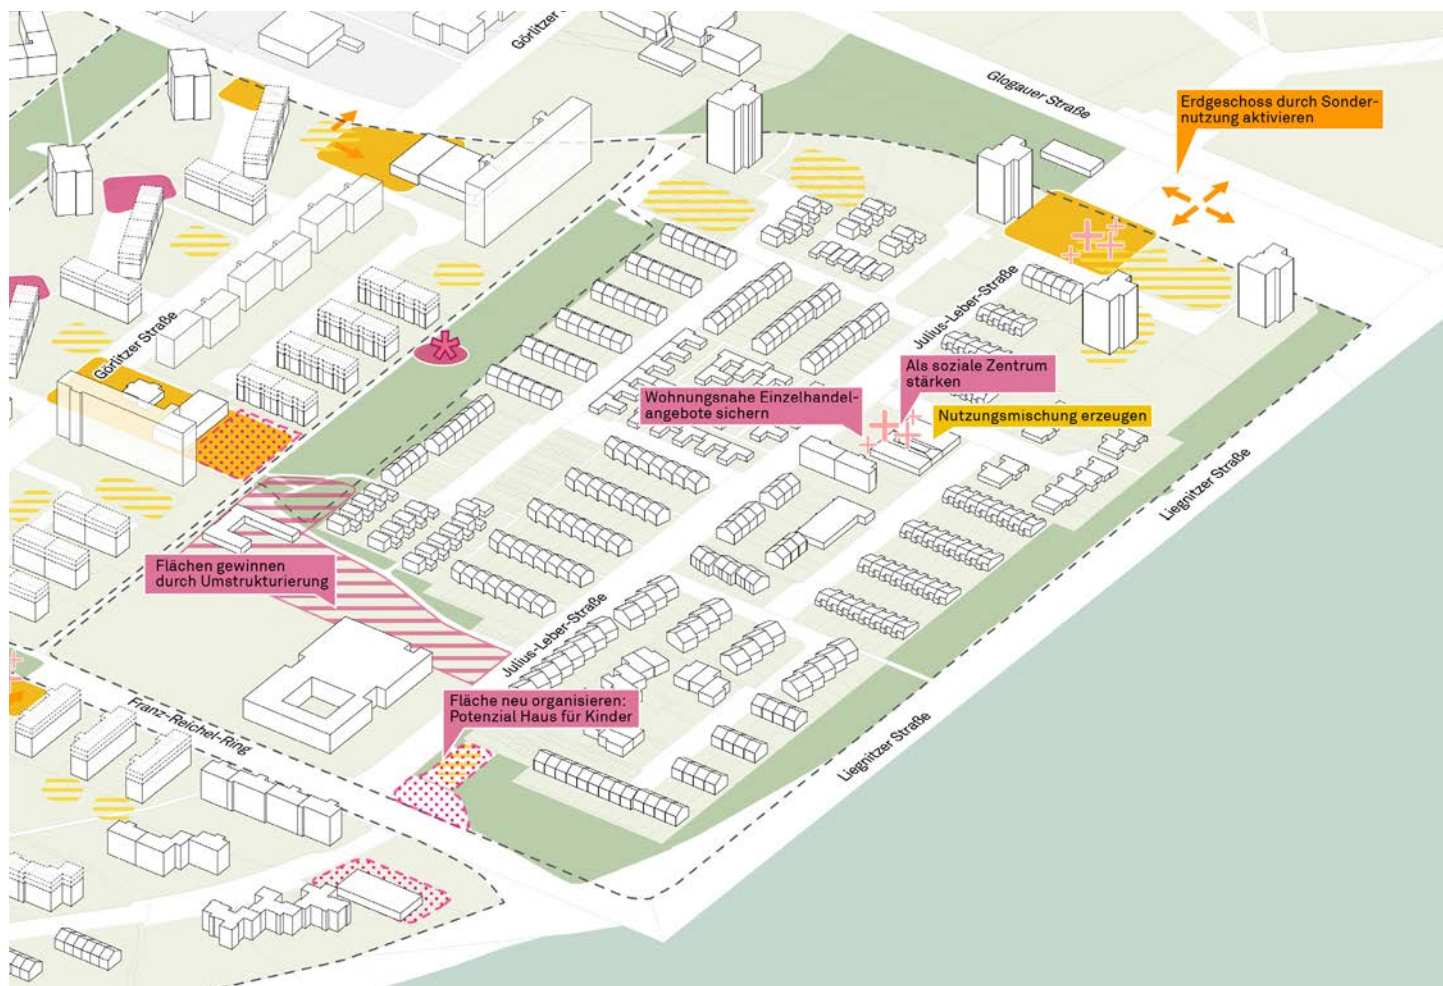 Görlitzer St
Glogauer Straße
Erdgeschoss durch Sonder-
nutzung aktivieren
Julius-Leber-Straße
Görlitzer Straße
Als soziale Zentrum
stärken
Wohnungsnahe Einzelhandel-
angebote sichern
Nutzungsmischung erzeugen
Liegnitzer Straße
Flächen gewinnen
durch Umstrukturierung
Julius-Leber-Straße
Fläche neu organisieren:
Potenzial Haus für Kinder
Franz-Reichel-Ring
Liegnitzer Straße